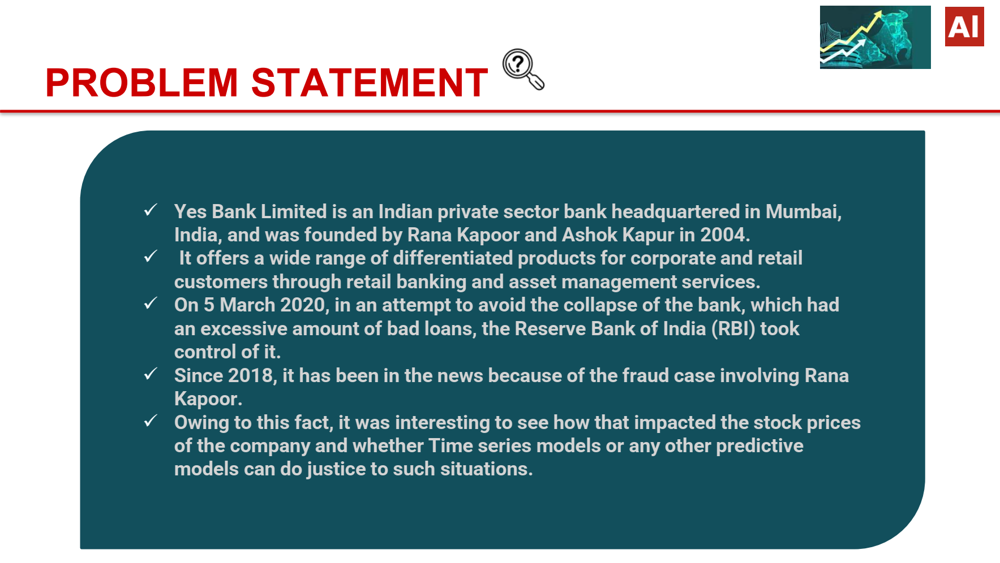 AI
PROBLEM STATEMENT
?
✓ Yes Bank Limited is an Indian private sector bank headquartered in Mumbai,
India, and was founded by Rana Kapoor and Ashok Kapur in 2004.
✓ It offers a wide range of differentiated products for corporate and retail
customers through retail banking and asset management services.
✓ On 5 March 2020, in an attempt to avoid the collapse of the bank, which had
an excessive amount of bad loans, the Reserve Bank of India (RBI) took
control of it.
✓ Since 2018, it has been in the news because of the fraud case involving Rana
Kapoor.
✓ Owing to this fact, it was interesting to see how that impacted the stock prices
of the company and whether Time series models or any other predictive
models can do justice to such situations.